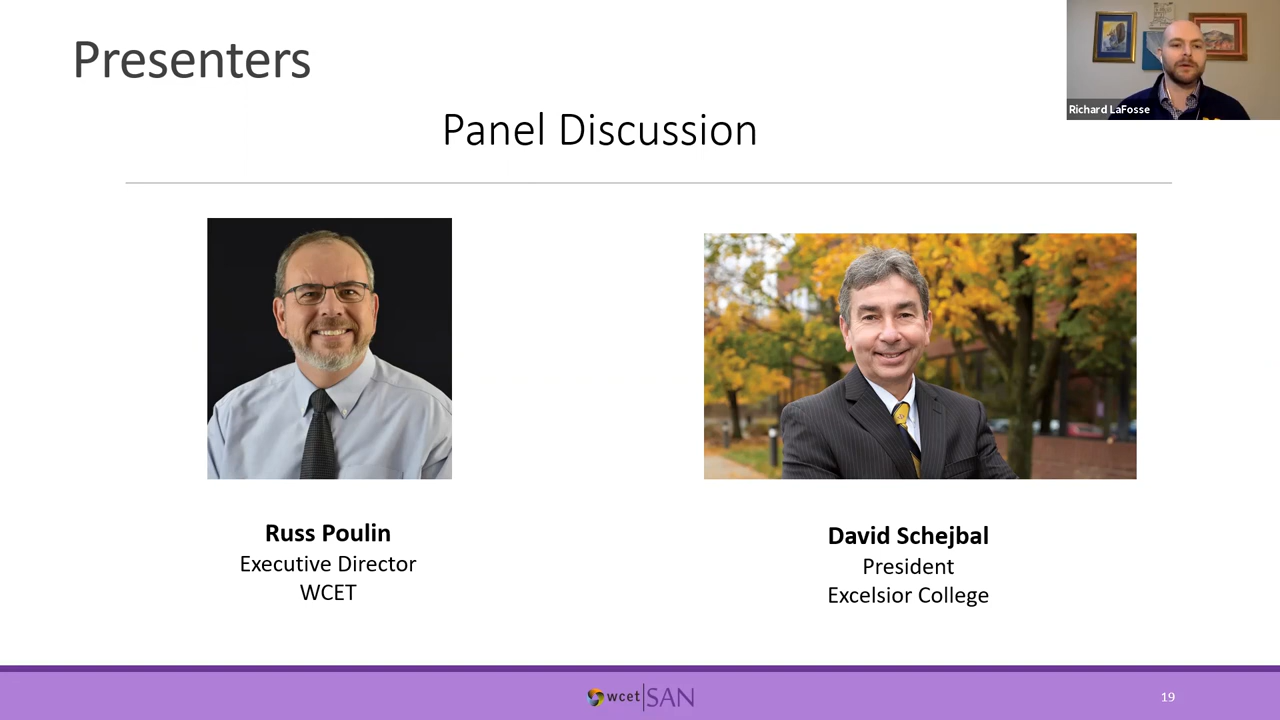 Presenters
Richard LaFosse
Panel Discussion
Russ Poulin
Executive Director
WCET
David Schejbal
President
Excelsior College
wcet|SAN
19